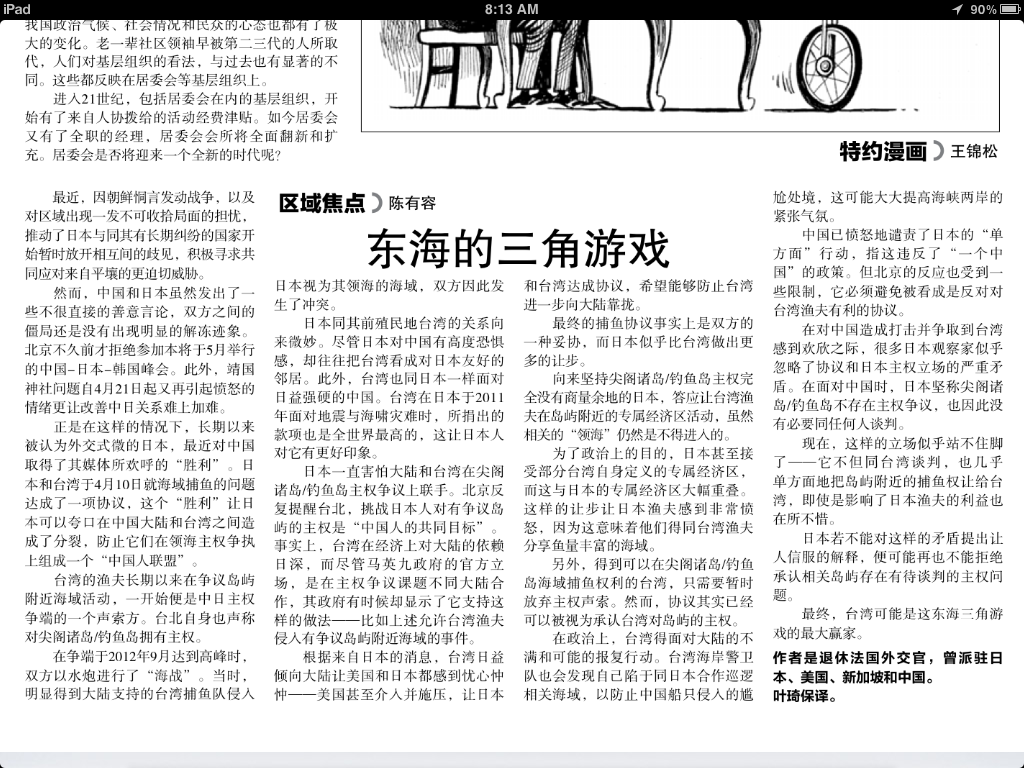 iPad
8:13 AM
90%
我国政治气候、社会情况和民众的心态也都有了极
大的变化。老一辈社区领袖早被第二三代的人所取
代，人们对基层组织的看法，与过去也有显著的不
同。这些都反映在居委会等基层组织上。
进入21世纪，包括居委会在内的基层组织，开
始有了来自人协拨给的活动经费津贴。如今居委会
又有了全职的经理，居委会会所将全面翻新和扩
充。居委会是否将迎来一个全新的时代呢?
特约漫画 王锦松
区域焦点 陈有容
东海的三角游戏
最近，因朝鲜恫言发动战争，以及
对区域出现一发不可收拾局面的担忧，
推动了日本与同其有长期纠纷的国家开
始暂时放开相互间的歧见，积极寻求共
同应对来自平壤的更迫切威胁。
然而，中国和日本虽然发出了一
些不很直接的善意言论，双方之间的
僵局还是没有出现明显的解冻迹象。
北京不久前才拒绝参加本将于5月举行
的中国-日本-韩国峰会。此外，靖国
神社问题自4月21日起又再引起愤怒的
情绪更让改善中日关系难上加难。
正是在这样的情况下，长期以来
被认为外交式微的日本，最近对中国
取得了其媒体所欢呼的“胜利”。日
本和台湾于4月10日就海域捕鱼的问题
达成了一项协议，这个“胜利”让日
本可以夸口在中国大陆和台湾之间造
成了分裂，防止它们在领海主权争执
上组成一个“中国人联盟”。
台湾的渔夫长期以来在争议岛屿
附近海域活动，一开始便是中日主权
争端的一个声索方。台北自身也声称
对尖阁诸岛/钓鱼岛拥有主权。
在争端于2012年9月达到高峰时，
双方以水炮进行了“海战”。当时，
明显得到大陆支持的台湾捕鱼队侵入
日本视为其领海的海域，双方因此发
生了冲突。
日本同其前殖民地台湾的关系向
来微妙。尽管日本对中国有高度恐惧
感，却往往把台湾看成对日本友好的
邻居。此外，台湾也同日本一样面对
日益强硬的中国。台湾在日本于2011
年面对地震与海啸灾难时，所捐出的
款项也是全世界最高的，这让日本人
对它有更好印象。
日本一直害怕大陆和台湾在尖阁
诸岛/钓鱼岛主权争议上联手。北京反
复提醒台北，挑战日本人对有争议岛
屿的主权是“中国人的共同目标”。
事实上，台湾在经济上对大陆的依赖
日深，而尽管马英九政府的官方立
场，是在主权争议课题不同大陆合
作，其政府有时候却显示了它支持这
样的做法——比如上述允许台湾渔夫
侵入有争议岛屿附近海域的事件。
根据来自日本的消息，台湾日益
倾向大陆让美国和日本都感到忧心忡
忡——美国甚至介入并施压，让日本
和台湾达成协议，希望能够防止台湾
进一步向大陆靠拢。
最终的捕鱼协议事实上是双方的
一种妥协，而日本似乎比台湾做出更
多的让步。
向来坚持尖阁诸岛/钓鱼岛主权完
全没有商量余地的日本，答应让台湾渔
夫在岛屿附近的专属经济区活动，虽然
相关的“领海”仍然是不得进入的。
为了政治上的目的，日本甚至接
受部分台湾自身定义的专属经济区，
而这与日本的专属经济区大幅重叠。
这样的让步让日本渔夫感到非常愤
怒，因为这意味着他们得同台湾渔夫
分享鱼量丰富的海域。
另外，得到可以在尖阁诸岛/钓鱼
岛海域捕鱼权利的台湾，只需要暂时
放弃主权声索。然而，协议其实已经
可以被视为承认台湾对岛屿的主权。
在政治上，台湾得面对大陆的不
满和可能的报复行动。台湾海岸警卫
队也会发现自己陷于同日本合作巡逻
相关海域，以防止中国船只侵入的尴
尬处境，这可能大大提高海峡两岸的
紧张气氛。
中国已愤怒地谴责了日本的“单
方面”行动，指这违反了“一个中
国”的政策。但北京的反应也受到一
些限制，它必须避免被看成是反对对
台湾渔夫有利的协议。
在对中国造成打击并争取到台湾
感到欢欣之际，很多日本观察家似乎
忽略了协议和日本主权立场的严重矛
盾。在面对中国时，日本坚称尖阁诸
岛/钓鱼岛不存在主权争议，也因此没
有必要同任何人谈判。
现在，这样的立场似乎站不住脚
了——它不但同台湾谈判，也几乎
单方面地把岛屿附近的捕鱼权让给台
湾，即使是影响了日本渔夫的利益也
在所不惜。
日本若不能对这样的矛盾提出让
人信服的解释，便可能再也不能拒绝
承认相关岛屿存在有待谈判的主权问
题。
最终，台湾可能是这东海三角游
戏的最大赢家。
作者是退休法国外交官，曾派驻日
本、美国、新加坡和中国。
叶琦保译。